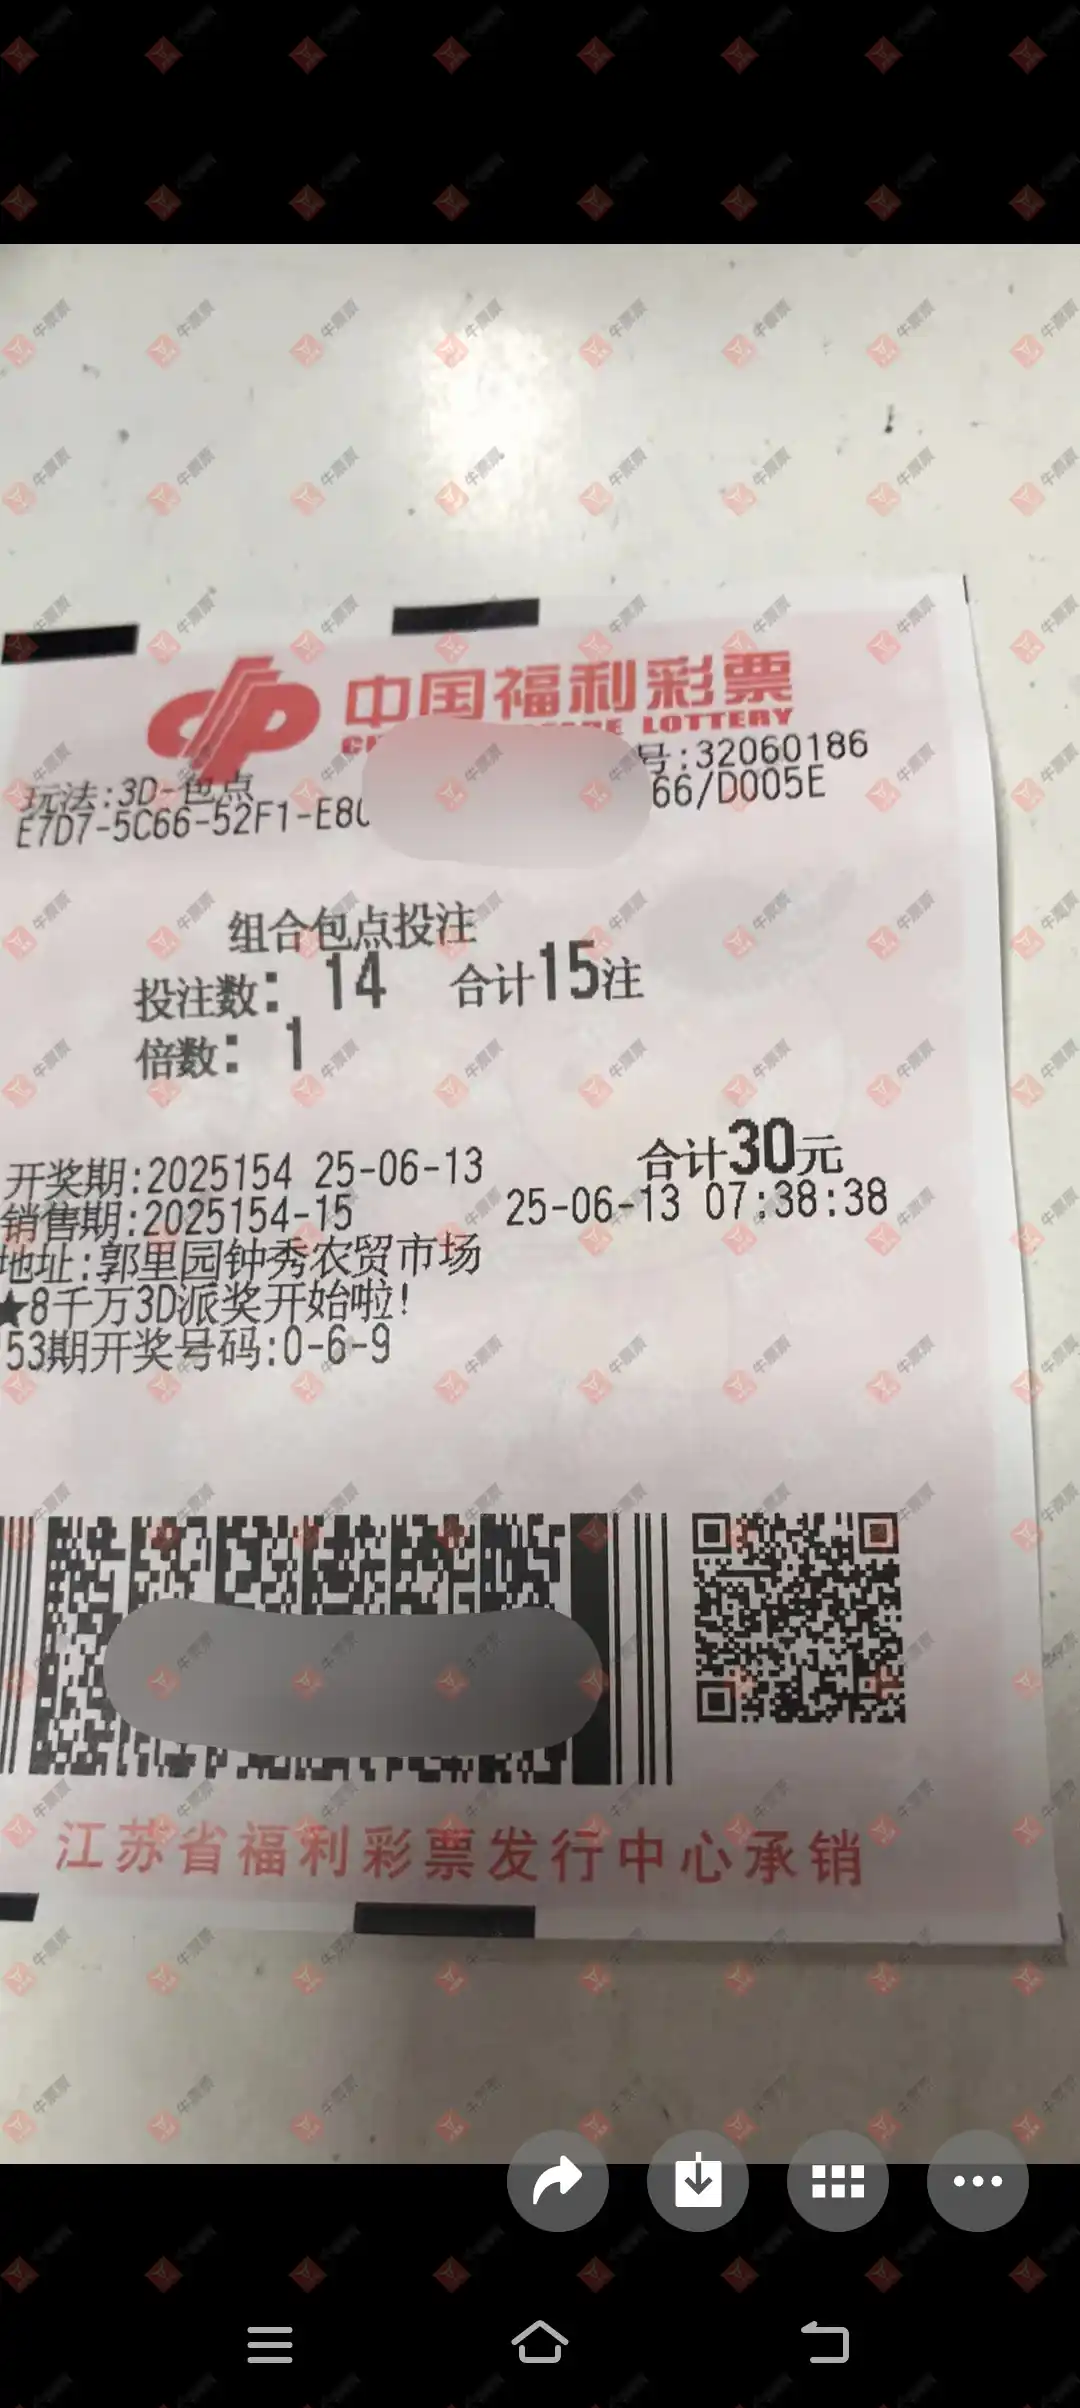 中国福利彩票
LOTTERY
玩法:3D-包点
号:32060186
E7D7-5C66-52F1-E8
66/D005E
组合包点投注
投注数: 14 合计15注
倍数: 1
合计30元
开奖期:2025154 25-06-13
销售期:2025154-15 25-06-13 07:38:38
地址:郭里园钟秀农贸市场
★8千万3D派奖开始啦!
53期开奖号码:0-6-9
江苏省福利彩票发行中心承销
牛票票